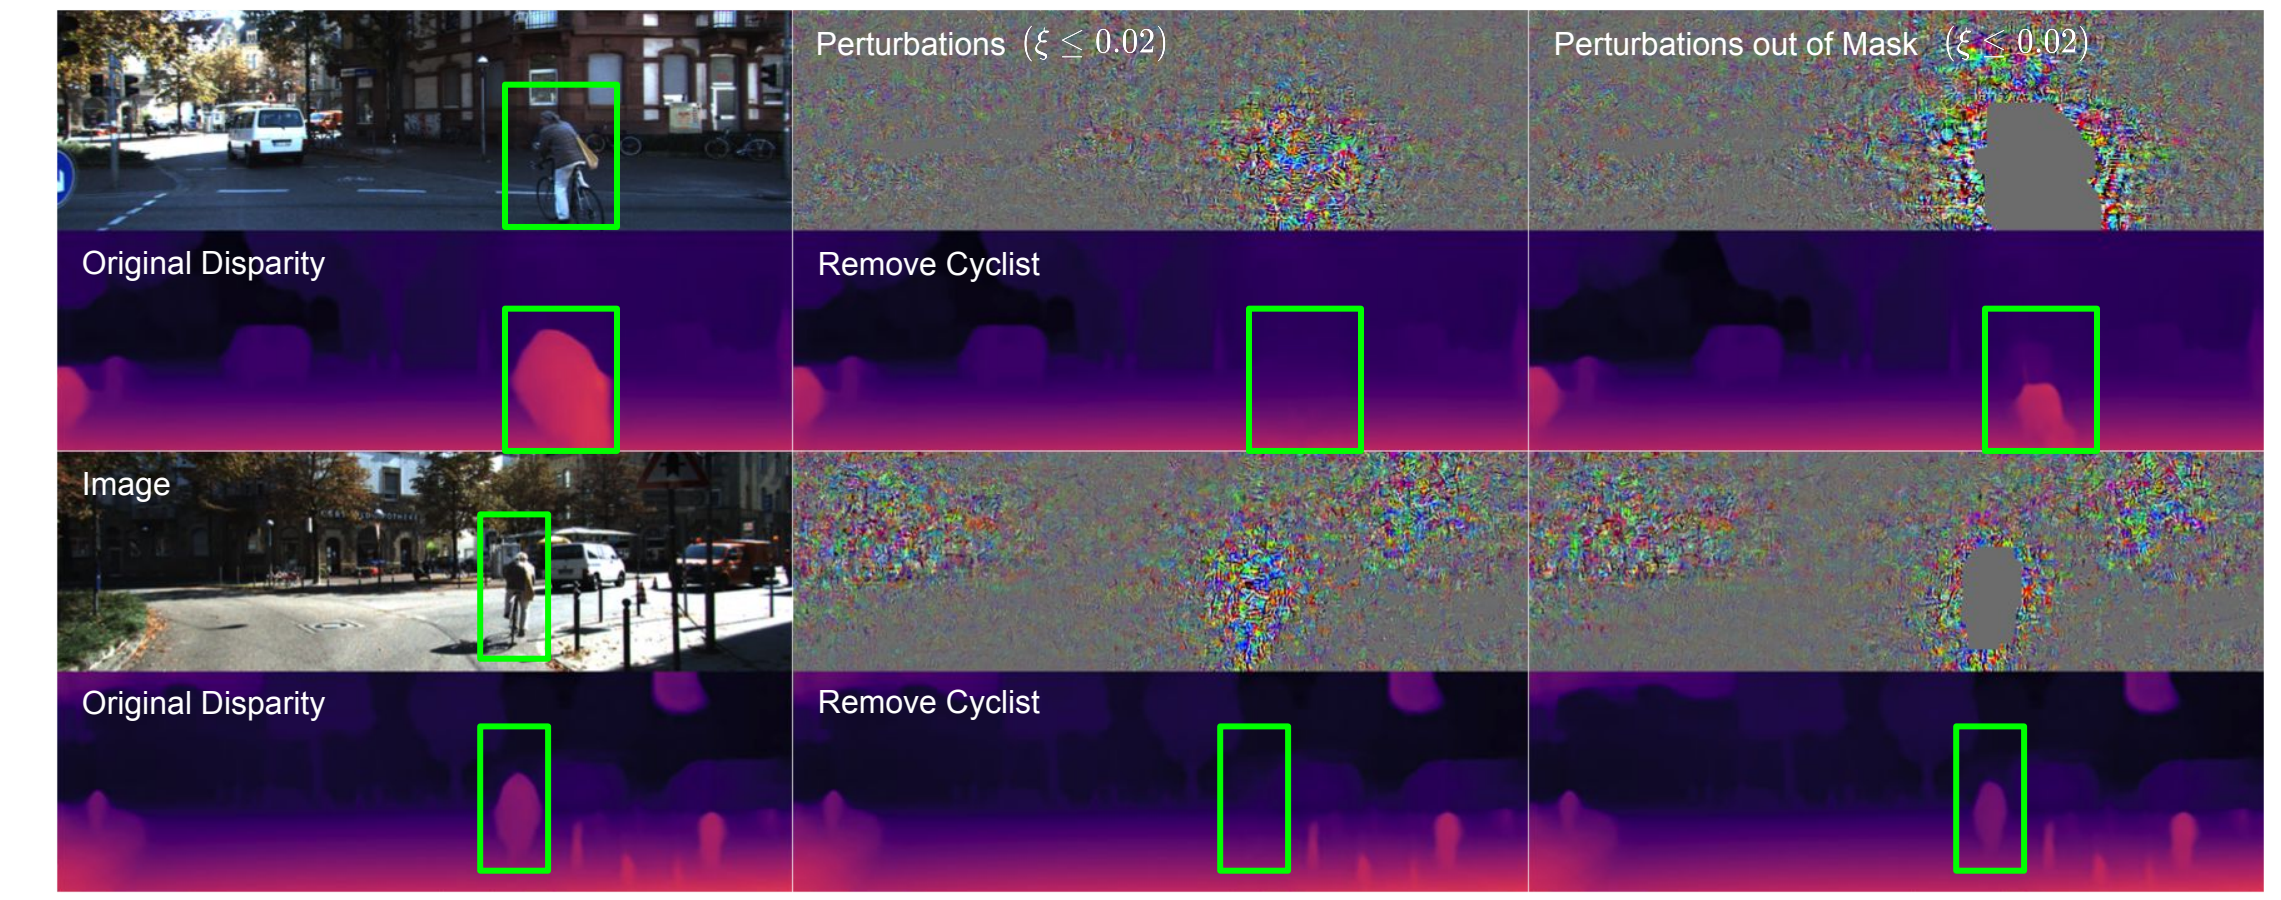 Perturbations (ξ ≤ 0.02)
Perturbations out of Mask (ξ ≤ 0.02)
Original Disparity
Remove Cyclist
Image
Original Disparity
Remove Cyclist